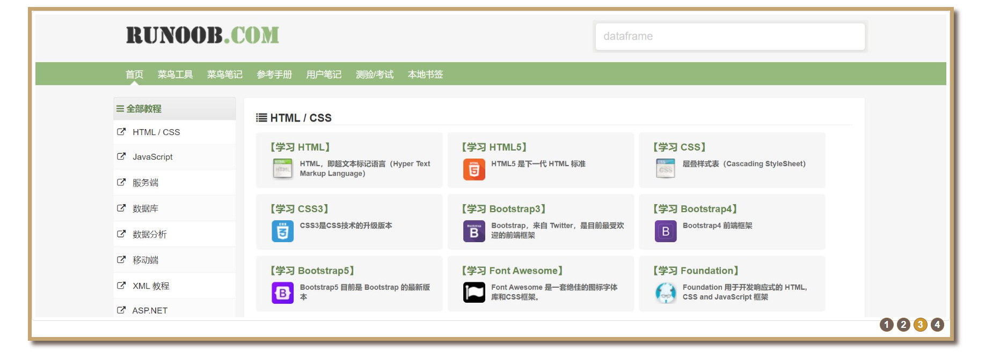 RUNOOB.COM
dataframe
首页 菜鸟工具 菜鸟笔记 参考手册 用户笔记 测验/考试 本地书签
全部教程
HTML / CSS
JavaScript
服务端
数据库
数据分析
移动端
XML 教程
ASP.NET
HTML / CSS
【学习 HTML】
HTML，即超文本标记语言（Hyper Text
Markup Language）
【学习 HTML5】
HTML5 是下一代 HTML 标准
【学习 CSS】
层叠样式表（Cascading StyleSheet）
【学习 CSS3】
CSS3是CSS技术的升级版本
【学习 Bootstrap3】
Bootstrap，来自 Twitter，是目前最受欢
迎的前端框架
【学习 Bootstrap4】
Bootstrap4 前端框架
【学习 Bootstrap5】
Bootstrap5 目前是 Bootstrap 的最新版
本
【学习 Font Awesome】
Font Awesome 是一套绝佳的图标字体
库和CSS框架。
【学习 Foundation】
Foundation 用于开发响应式的 HTML,
CSS and JavaScript 框架
1 2 3 4